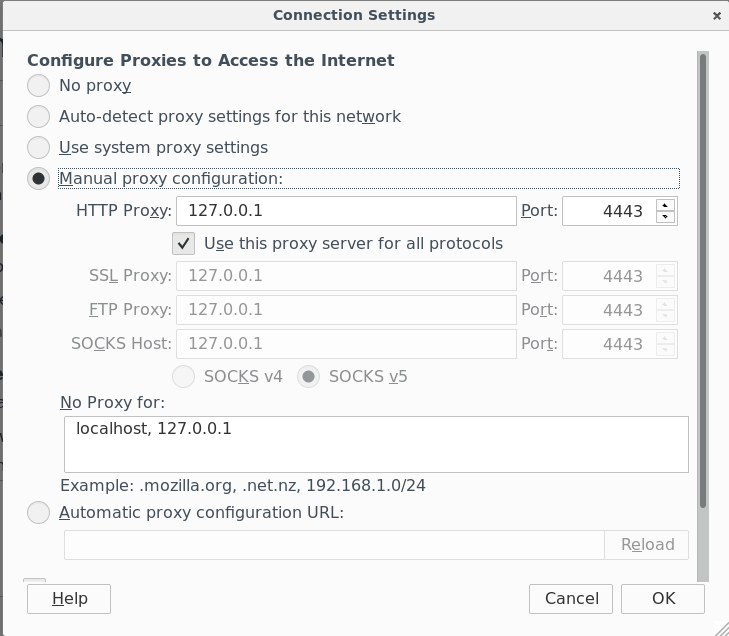 Connection Settings
Configure Proxies to Access the Internet
No proxy
Auto-detect proxy settings for this network
Use system proxy settings
Manual proxy configuration:
HTTP Proxy: 127.0.0.1 Port: 4443
Use this proxy server for all protocols
SSL Proxy: 127.0.0.1 Port: 4443
FTP Proxy: 127.0.0.1 Port: 4443
SOCKS Host: 127.0.0.1 Port: 4443
SOCKS v4 SOCKS v5
No Proxy for:
localhost, 127.0.0.1
Example: .mozilla.org, .net.nz, 192.168.1.0/24
Automatic proxy configuration URL:
Reload
Help Cancel OK